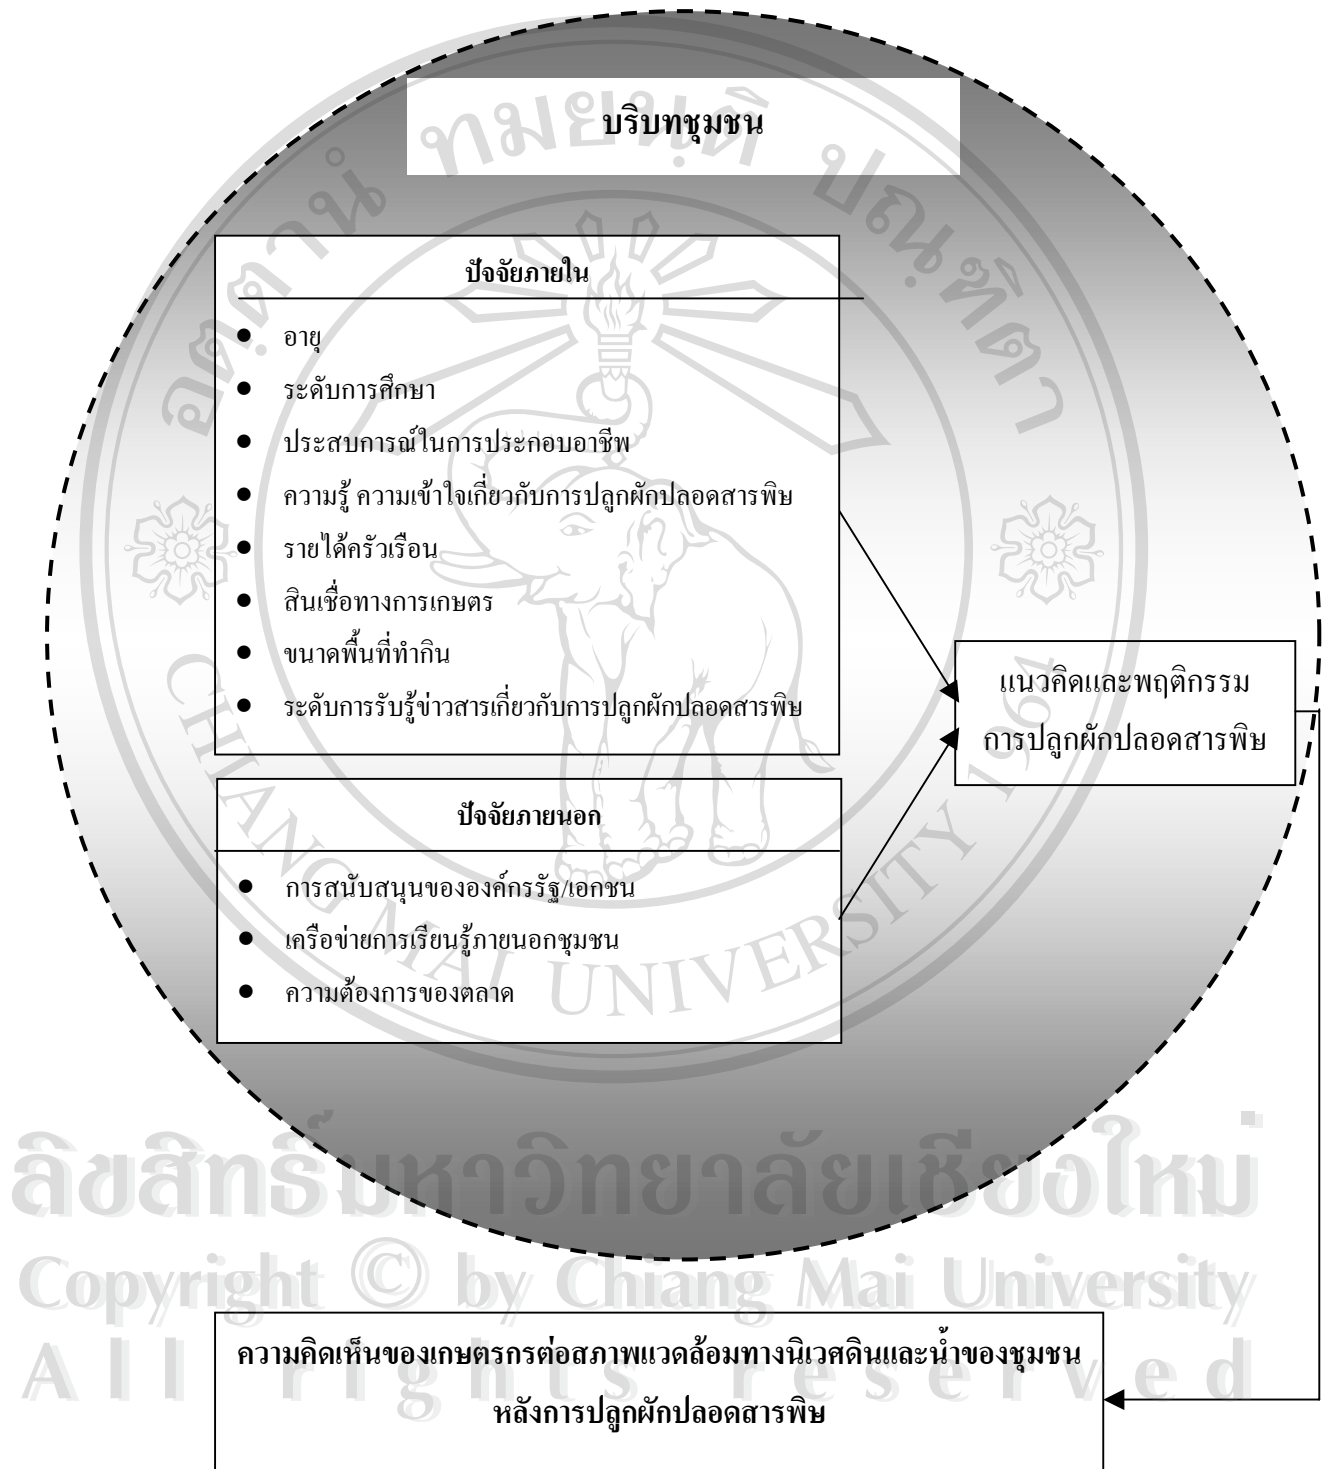 บริบทชุมชน
ปัจจัยภายใน
● อายุ
● ระดับการศึกษา
● ประสบการณ์ในการประกอบอาชีพ
● ความรู้ ความเข้าใจเกี่ยวกับการปลูกผักปลอดสารพิษ
● รายได้ครัวเรือน
● สินเชื่อทางการเกษตร
● ขนาดพื้นที่ทำกิน
● ระดับการรับรู้ข่าวสารเกี่ยวกับการปลูกผักปลอดสารพิษ
แนวคิดและพฤติกรรม
การปลูกผักปลอดสารพิษ
ปัจจัยภายนอก
● การสนับสนุนขององค์กรรัฐ/เอกชน
● เครือข่ายการเรียนรู้ภายนอกชุมชน
● ความต้องการของตลาด
ความคิดเห็นของเกษตรกรต่อสภาพแวดล้อมทางนิเวศดินและน้ำของชุมชน
หลังการปลูกผักปลอดสารพิษ
อตฺตานํ ทมยนฺติ ปณฺฑิตา
CHIANG MAI UNIVERSITY 1964
ลิขสิทธิ์มหาวิทยาลัยเชียงใหม่
Copyright © by Chiang Mai University
All rights reserved